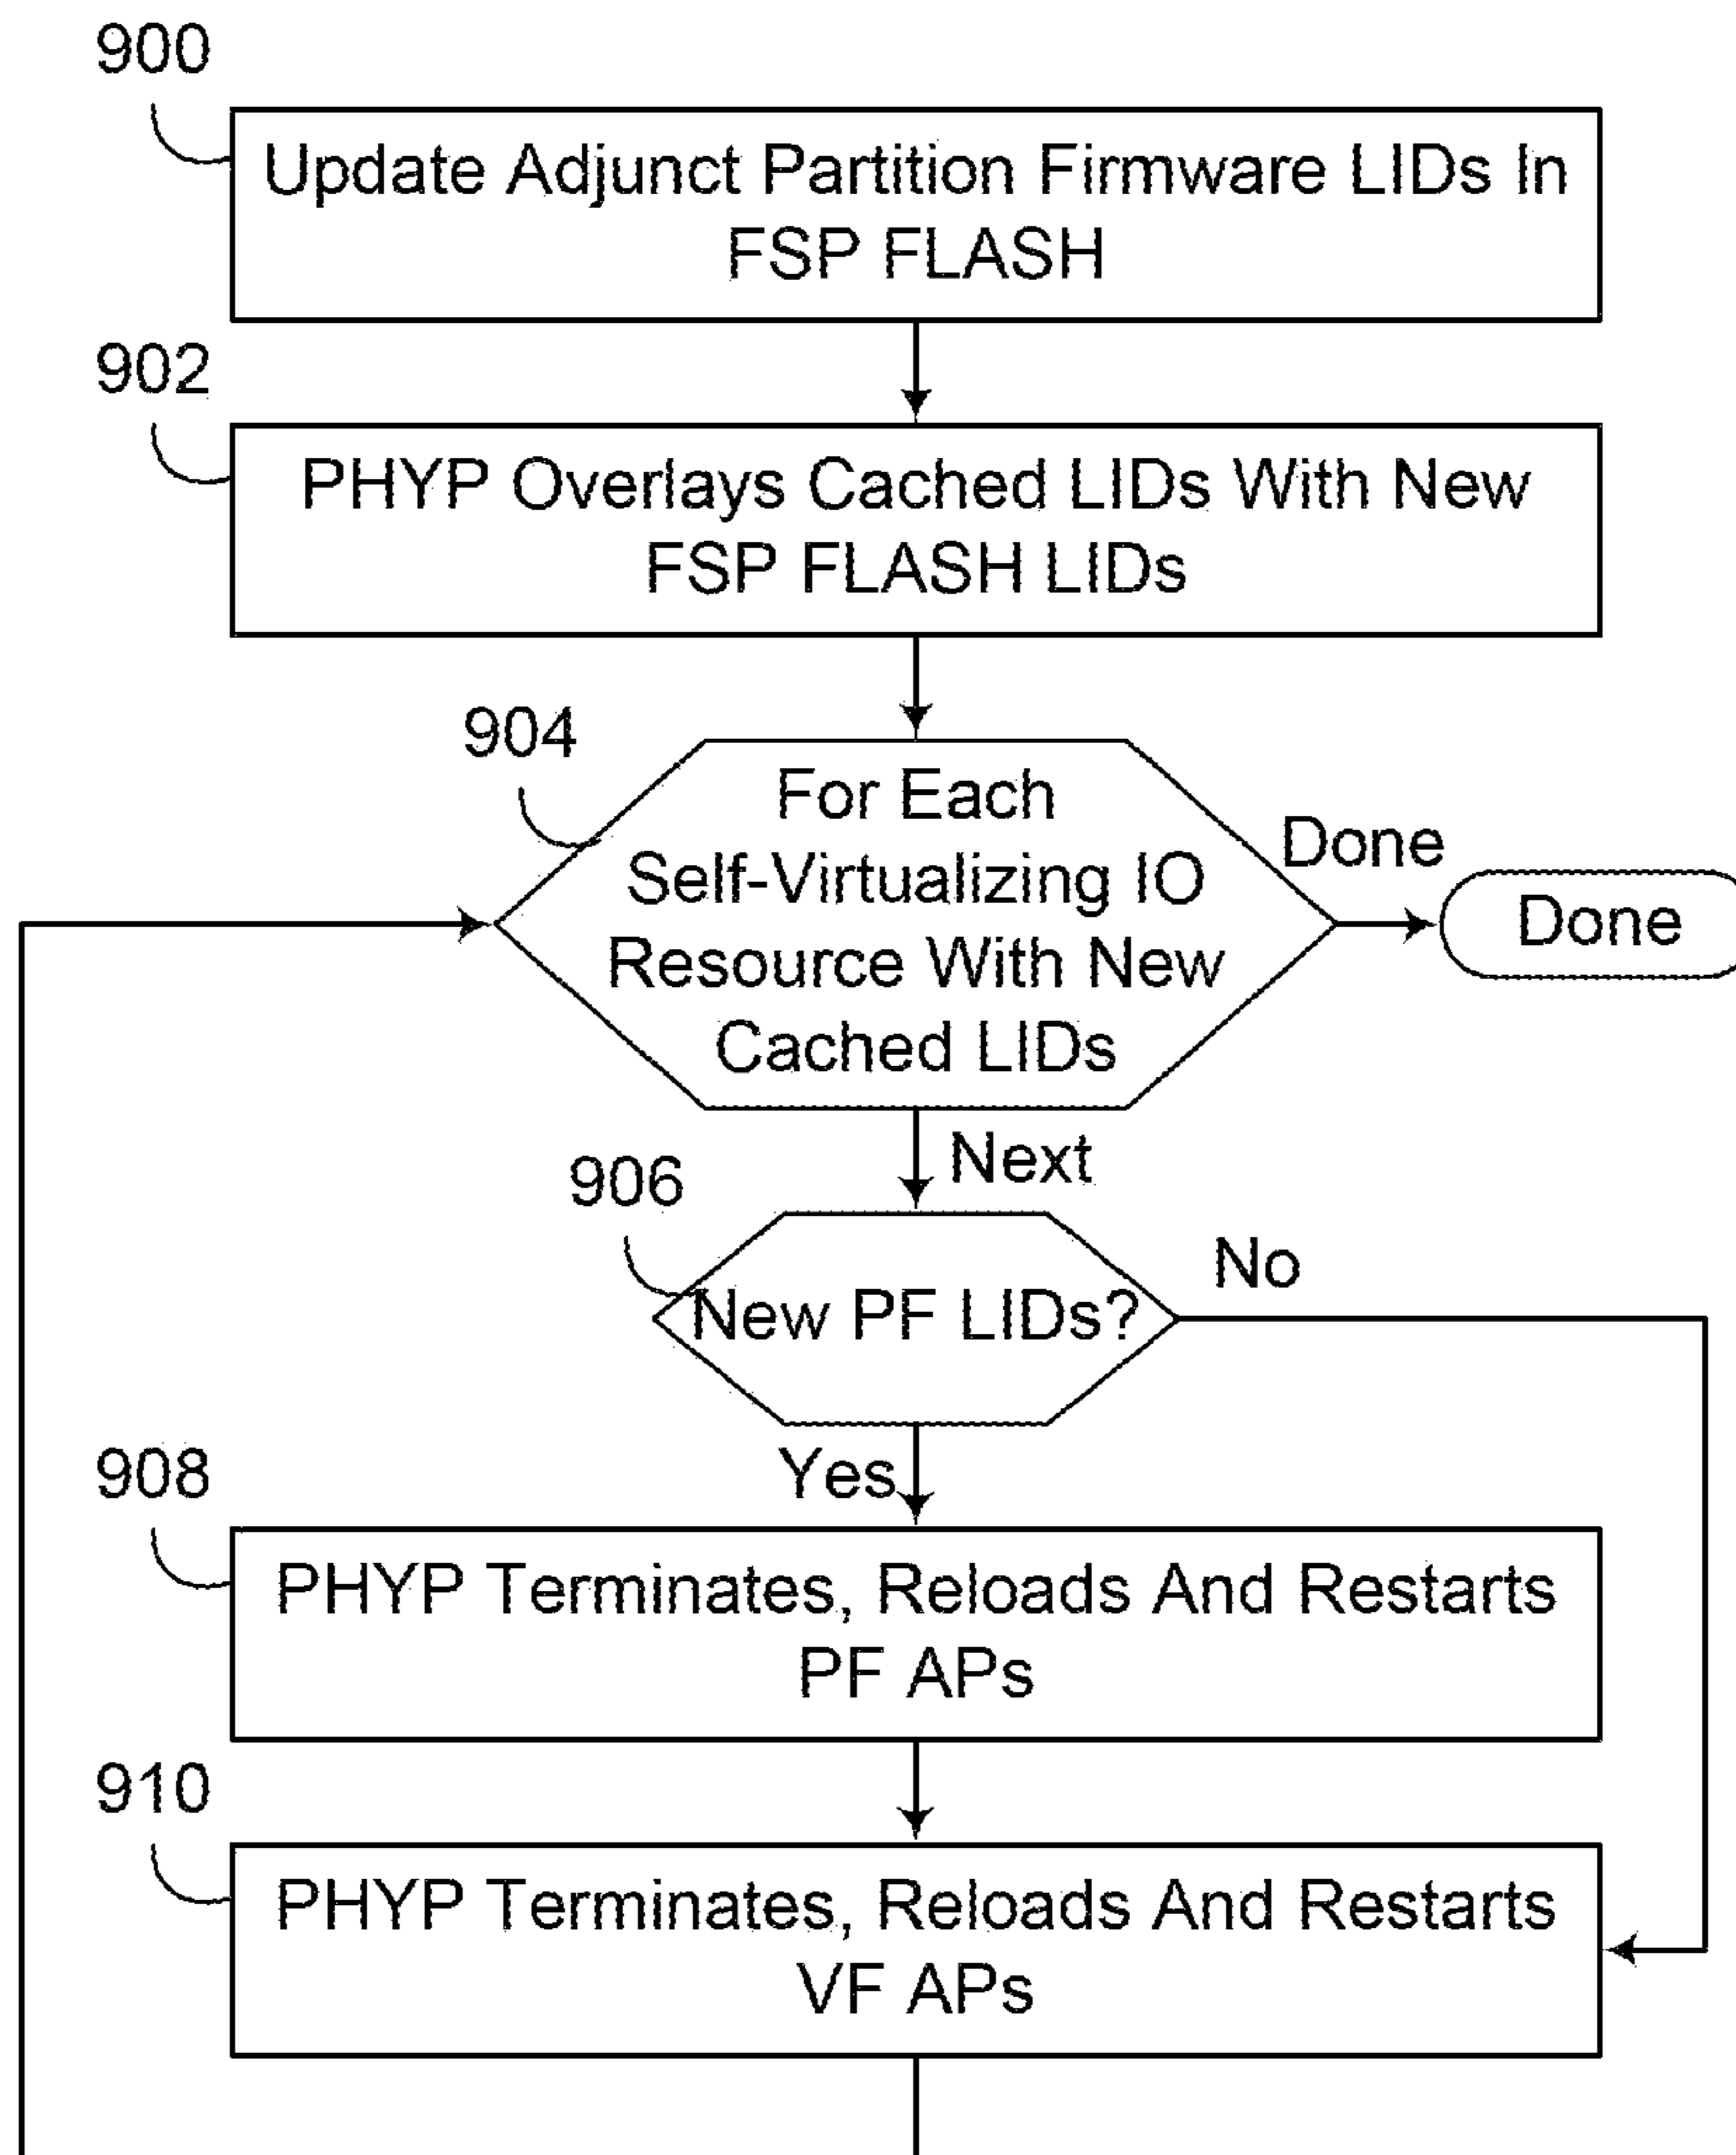 900
Update Adjunct Partition Firmware LIDs In
FSP FLASH
902
PHYP Overlays Cached LIDs With New
FSP FLASH LIDs
904
For Each
Self-Virtualizing IO
Resource With New
Cached LIDs
Done
Done
Next
906
New PF LIDs?
No
Yes
908
PHYP Terminates, Reloads And Restarts
PF APs
910
PHYP Terminates, Reloads And Restarts
VF APs